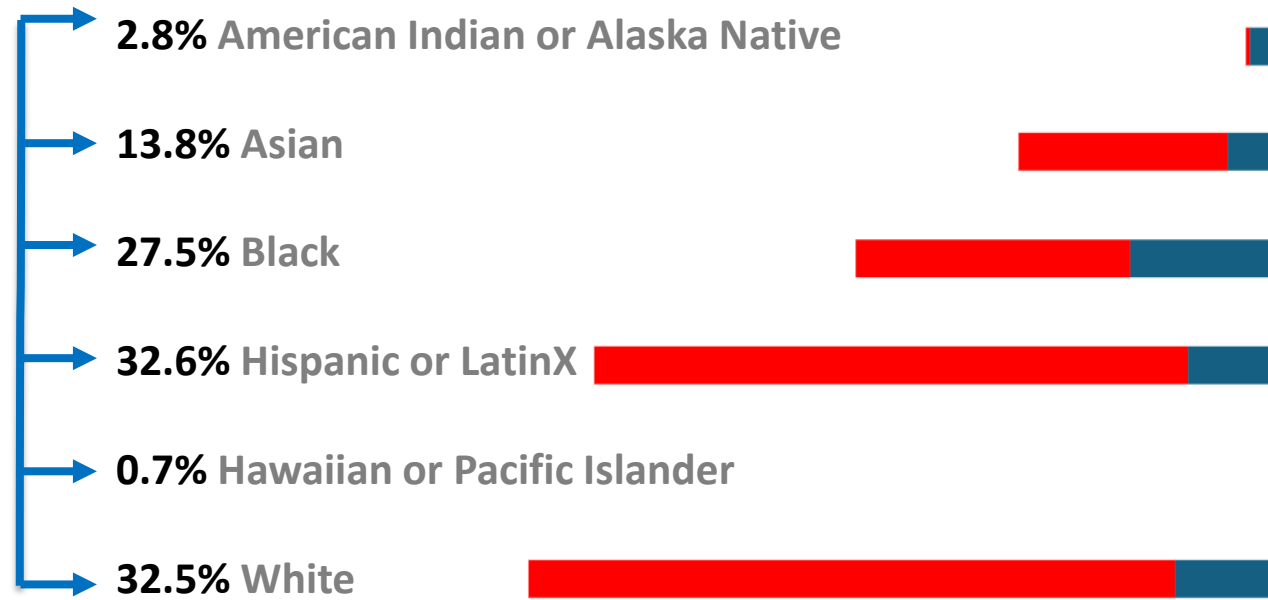 2.8% American Indian or Alaska Native
13.8% Asian
27.5% Black
32.6% Hispanic or LatinX
0.7% Hawaiian or Pacific Islander
32.5% White